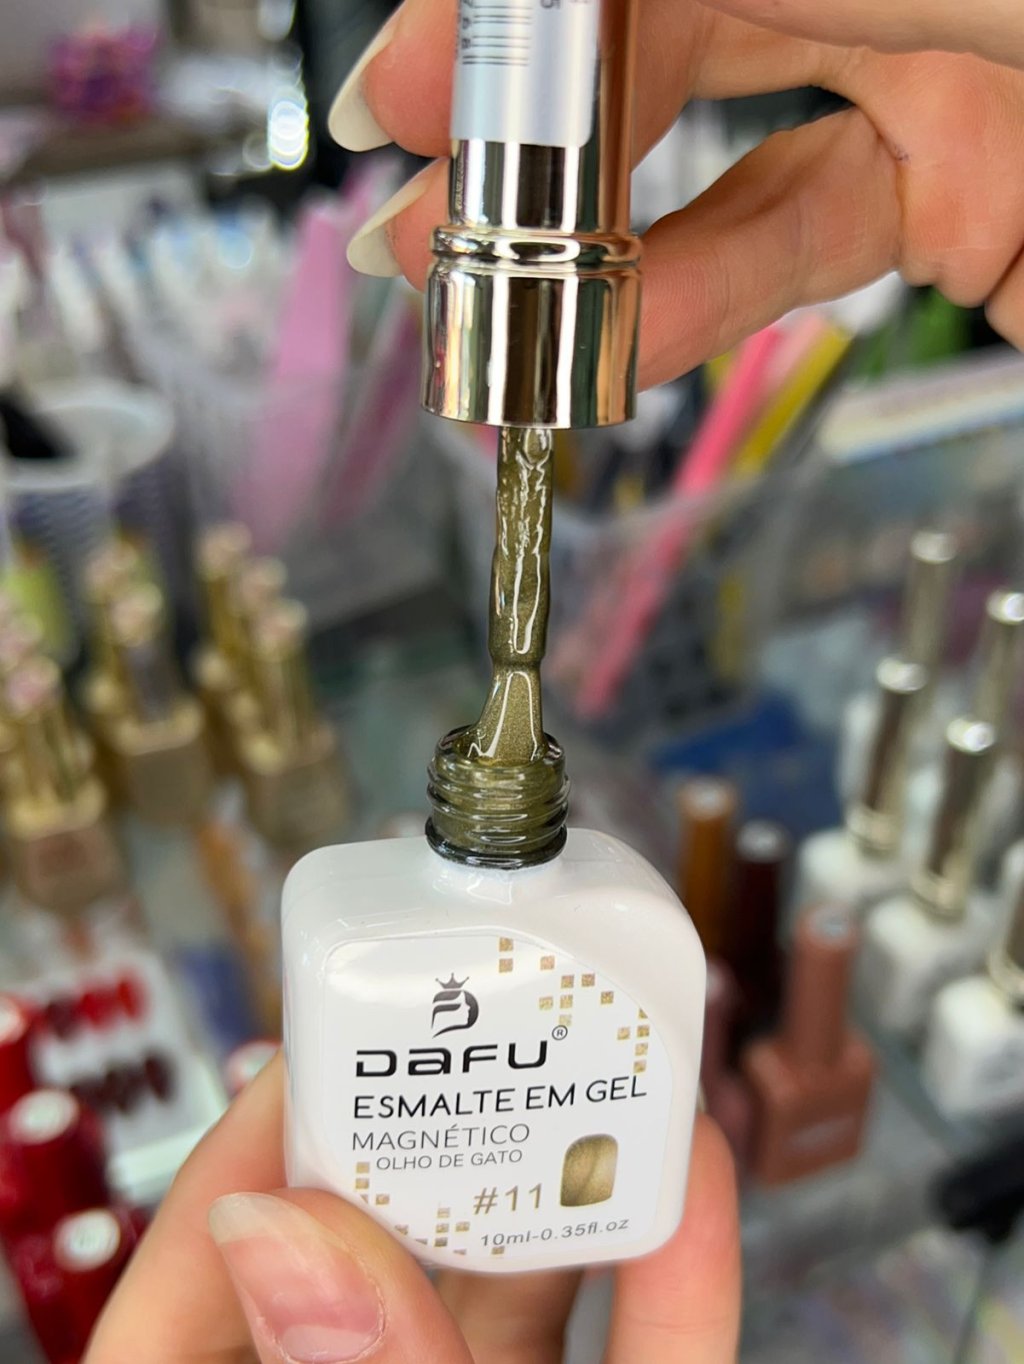 DAFU®
ESMALTE EM GEL
MAGNÉTICO
OLHO DE GATO
#11
10ml-0.35fl.oz